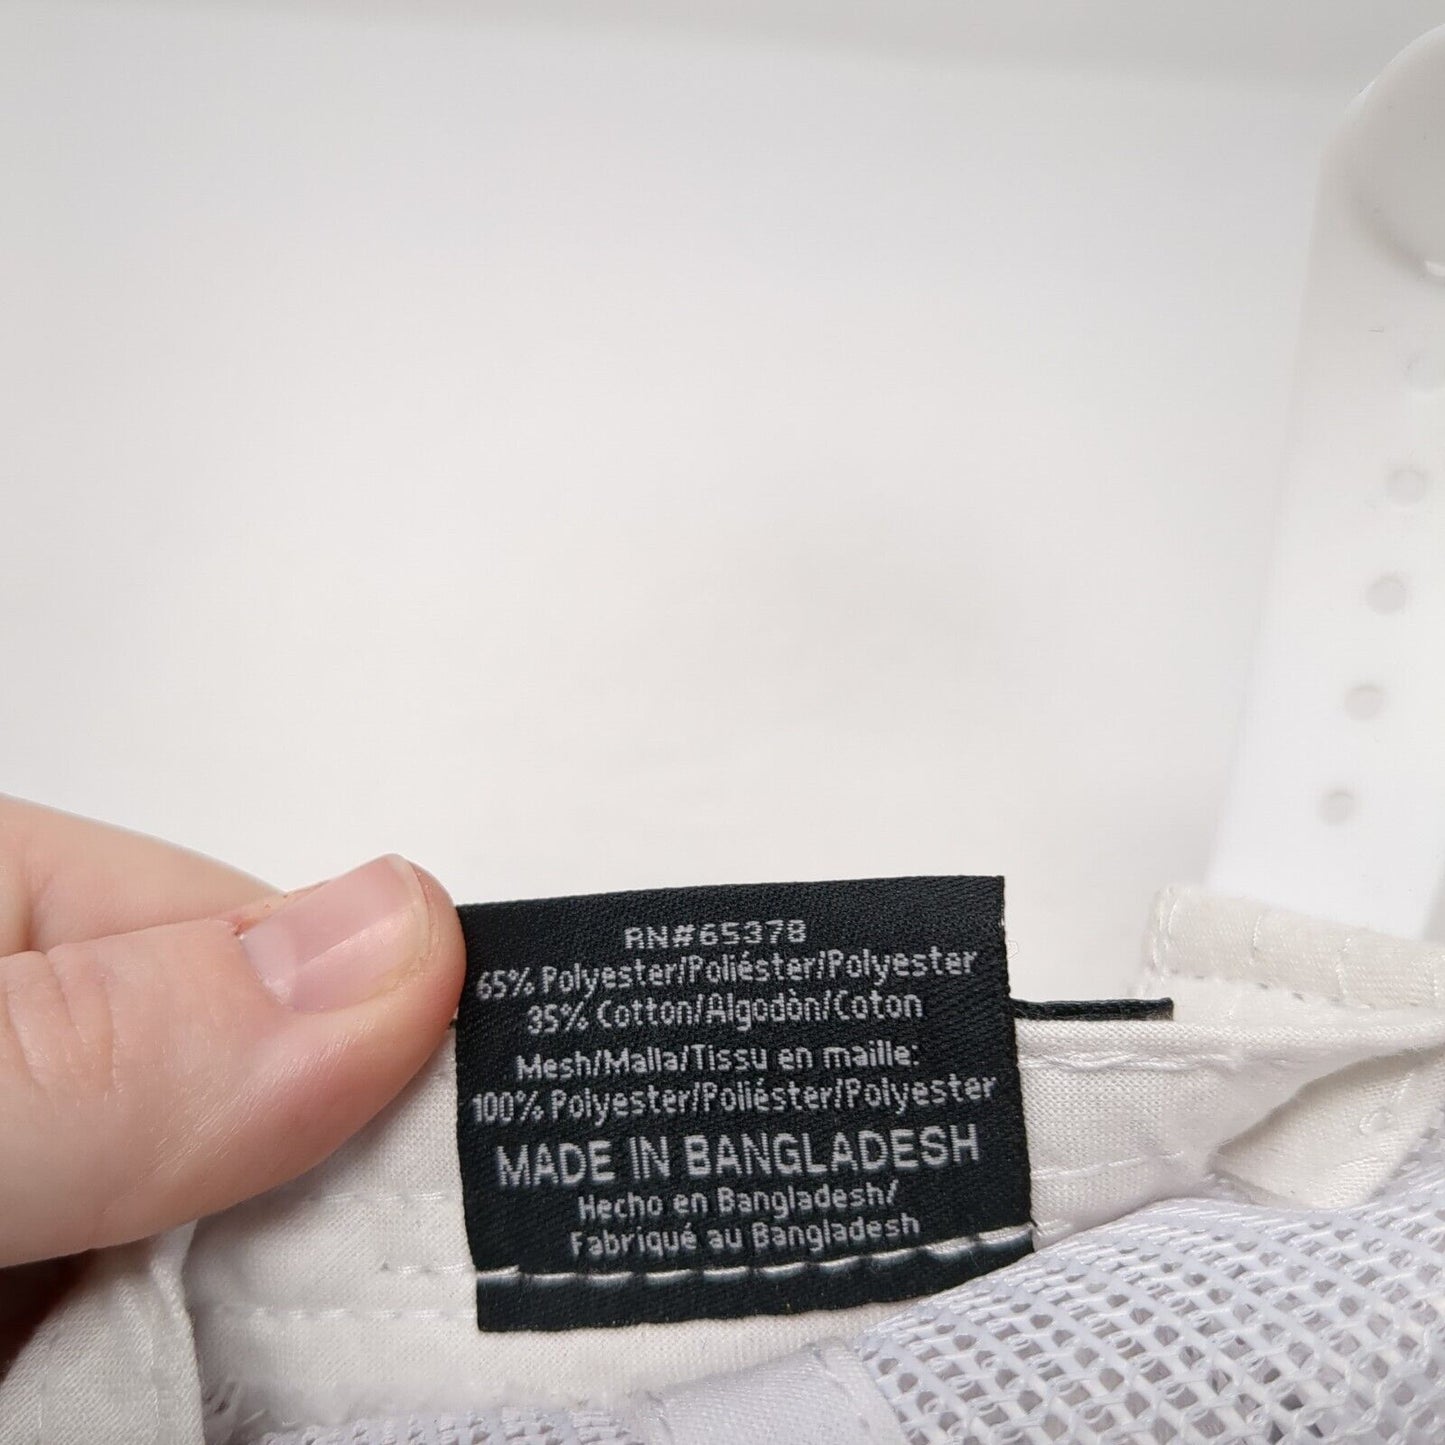 RN#65378
65% Polyester/Poliéster/Polyester
35% Cotton/Algodòn/Coton
Mesh/Malla/Tissu en maille:
100% Polyester/Poliéster/Polyester
MADE IN BANGLADESH
Hecho en Bangladesh/
Fabriqué au Bangladesh